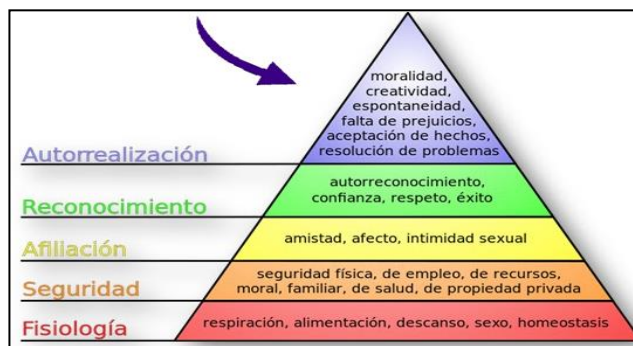 moralidad,
creatividad,
espontaneidad,
falta de prejuicios,
aceptación de hechos,
resolución de problemas
Autorrealización
autorreconocimiento,
confianza, respeto, éxito
Reconocimiento
amistad, afecto, intimidad sexual
Afiliación
seguridad física, de empleo, de recursos,
moral, familiar, de salud, de propiedad privada
Seguridad
respiración, alimentación, descanso, sexo, homeostasis
Fisiología